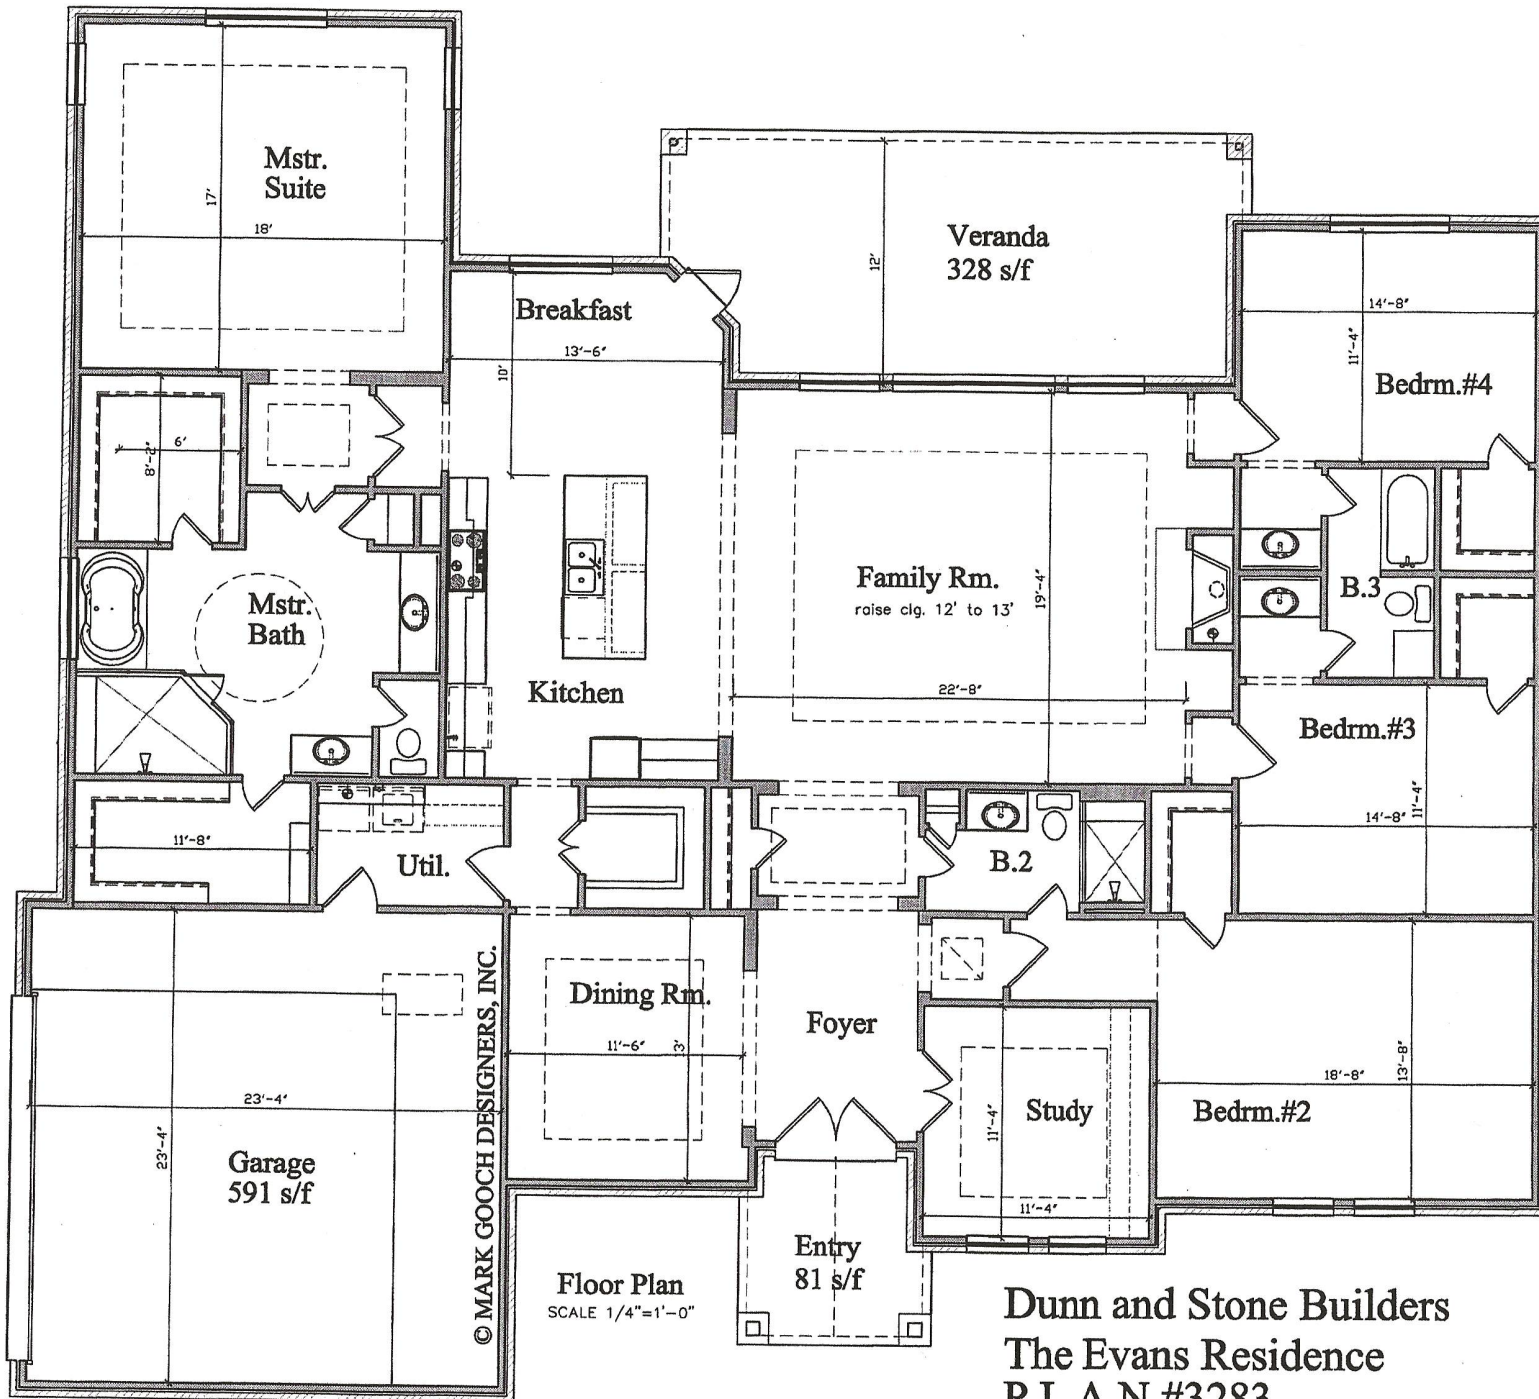 Mstr.
Suite
17'
18'
Veranda
328 s/f
12'
Breakfast
13'-6"
10'
14'-8"
11'-4"
Bedrm.#4
6'
8'-2"
Family Rm.
raise clg. 12' to 13'
19'-4"
22'-8"
Mstr.
Bath
B.3
Kitchen
Bedrm.#3
14'-8"
11'-4"
11'-8"
Util.
B.2
Dining Rm.
11'-6"
3'
Foyer
23'-4"
23'-4"
Garage
591 s/f
© MARK GOOCH DESIGNERS, INC.
Study
11'-4"
11'-4"
18'-8"
13'-8"
Bedrm.#2
Entry
81 s/f
Floor Plan
SCALE 1/4"=1'-0"
Dunn and Stone Builders
The Evans Residence
P.L.A.N #3283